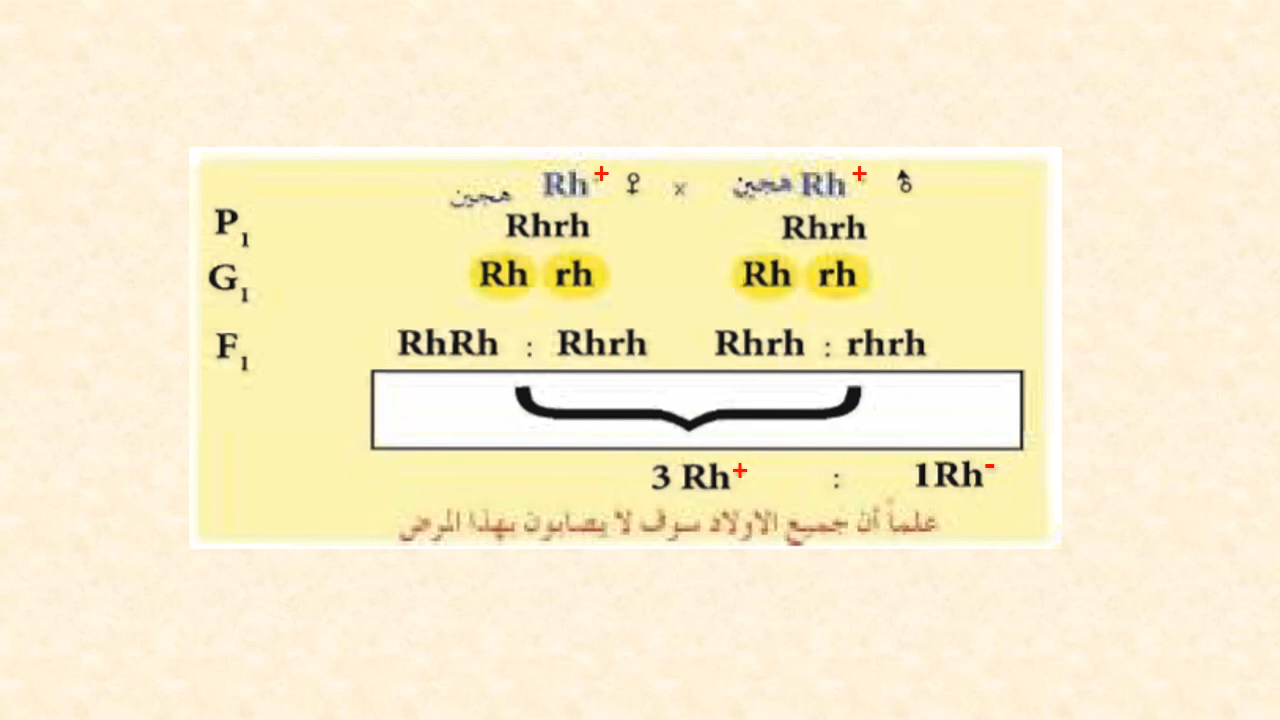 هجين Rh+ ♀ × هجين Rh+ ♂
P1 Rhrh Rhrh
G1 Rh rh Rh rh
F1 RhRh : Rhrh Rhrh : rhrh
3 Rh+ : 1Rh-
علماً أن جميع الاولاد سوف لا يصابون بهذا المرض